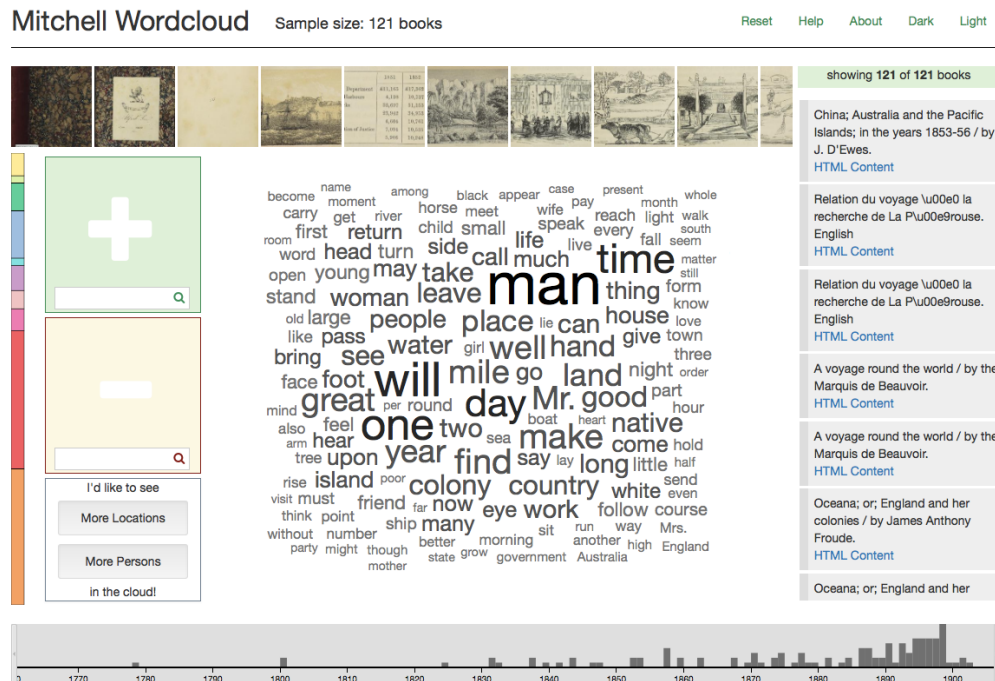 Mitchell Wordcloud
Sample size: 121 books
Reset Help About Dark Light
showing 121 of 121 books
China; Australia and the Pacific
Islands; in the years 1853-56 / by
J. D'Ewes.
HTML Content
Relation du voyage \u00e0 la
recherche de La P\u00e9rouse.
English
HTML Content
Relation du voyage \u00e0 la
recherche de La P\u00e9rouse.
English
HTML Content
A voyage round the world / by the
Marquis de Beauvoir.
HTML Content
A voyage round the world / by the
Marquis de Beauvoir.
HTML Content
Oceana; or; England and her
colonies / by James Anthony
Froude.
HTML Content
Oceana; or; England and her
I'd like to see
More Locations
More Persons
in the cloud!
become name among black appear case present whole
moment month
carry get river horse meet wife pay reach light walk
room first return child small speak every south
word head turn side life live fall seem
call much time matter
open young may take man still
stand woman leave thing form
know
old large people place lie can house love
like pass water well hand give town
bring see girl three
face foot will mile go land night order
mind great per round day Mr. good part
also feel one two boat heart native hour
arm hear sea make come hold
tree upon year find say lay long little half
rise island poor colony country white send
visit must friend far now eye work follow course even
think point ship many sit run way Mrs.
without number better morning another high England
party might though state grow government Australia
mother
1770 1780 1790 1800 1810 1820 1830 1840 1850 1860 1870 1880 1890 1900